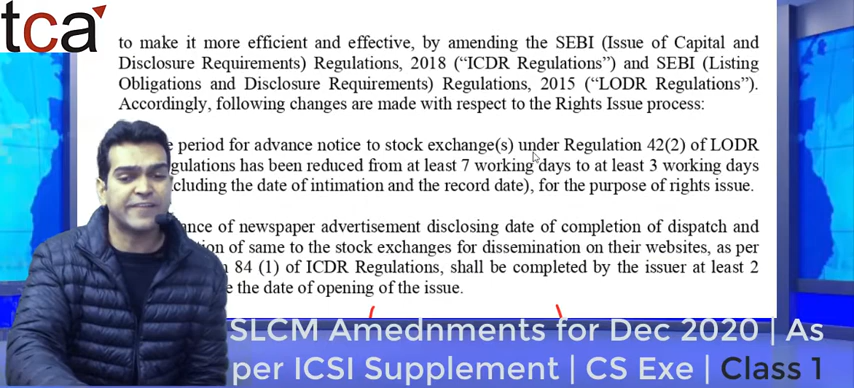 tca
to make it more efficient and effective, by amending the SEBI (Issue of Capital and
Disclosure Requirements) Regulations, 2018 (“ICDR Regulations”) and SEBI (Listing
Obligations and Disclosure Requirements) Regulations, 2015 (“LODR Regulations”).
Accordingly, following changes are made with respect to the Rights Issue process:
period for advance notice to stock exchange(s) under Regulation 42(2) of LODR
gulations has been reduced from at least 7 working days to at least 3 working days
cluding the date of intimation and the record date), for the purpose of rights issue.
ance of newspaper advertisement disclosing date of completion of dispatch and
tion of same to the stock exchanges for dissemination on their websites, as per
84 (1) of ICDR Regulations, shall be completed by the issuer at least 2
e the date of opening of the issue.
SLCM Amednments for Dec 2020 | As
per ICSI Supplement | CS Exe | Class 1